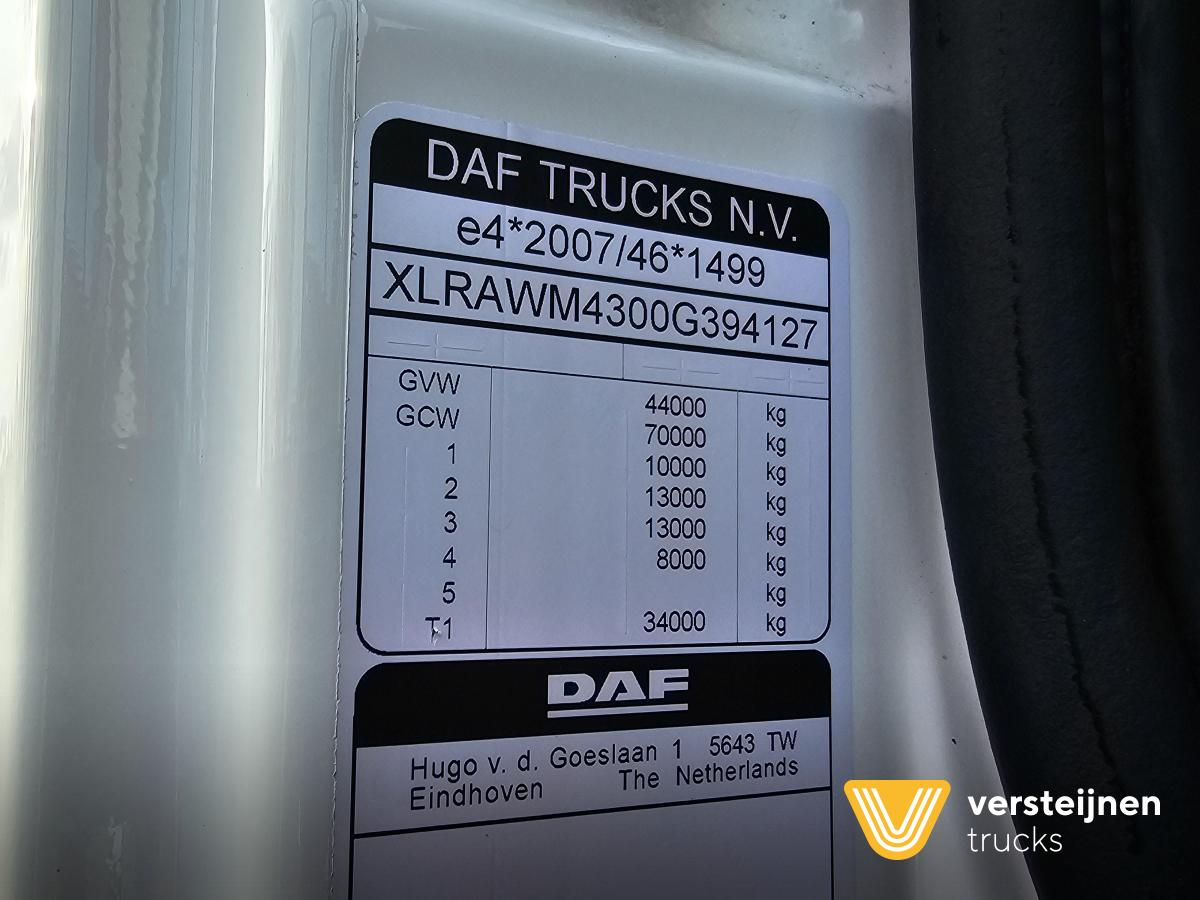 DAF TRUCKS N.V.
e4*2007/46*1499
XLRAWM4300G394127
GVW 44000 kg
GCW 70000 kg
1 10000 kg
2 13000 kg
3 13000 kg
4 8000 kg
5 kg
T1 34000 kg
DAF
Hugo v. d. Goeslaan 1 5643 TW
Eindhoven The Netherlands
versteijnen
trucks